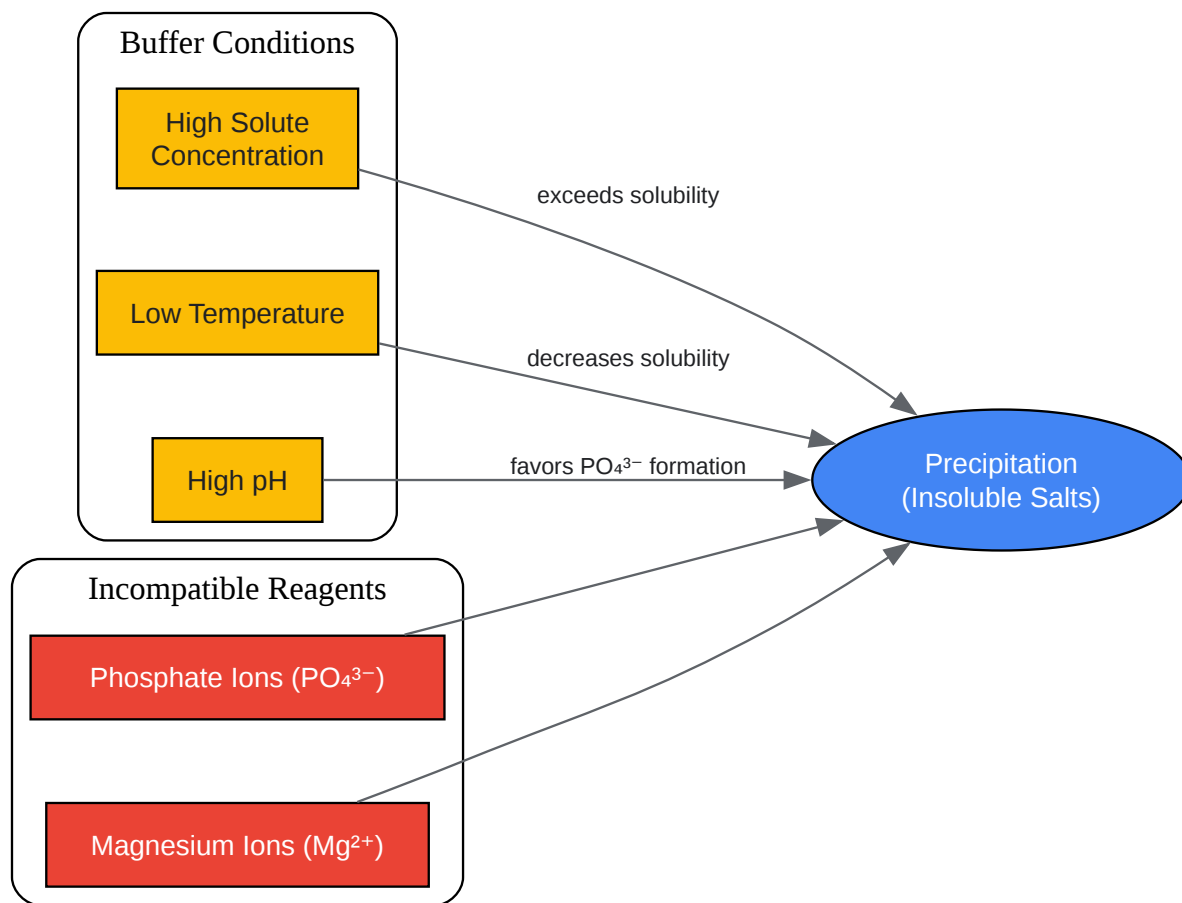 Buffer Conditions
High Solute
Concentration
exceeds solubility
Low Temperature
decreases solubility
High pH
favors PO₄³⁻ formation
Precipitation
(Insoluble Salts)
Incompatible Reagents
Phosphate Ions (PO₄³⁻)
Magnesium Ions (Mg²⁺)